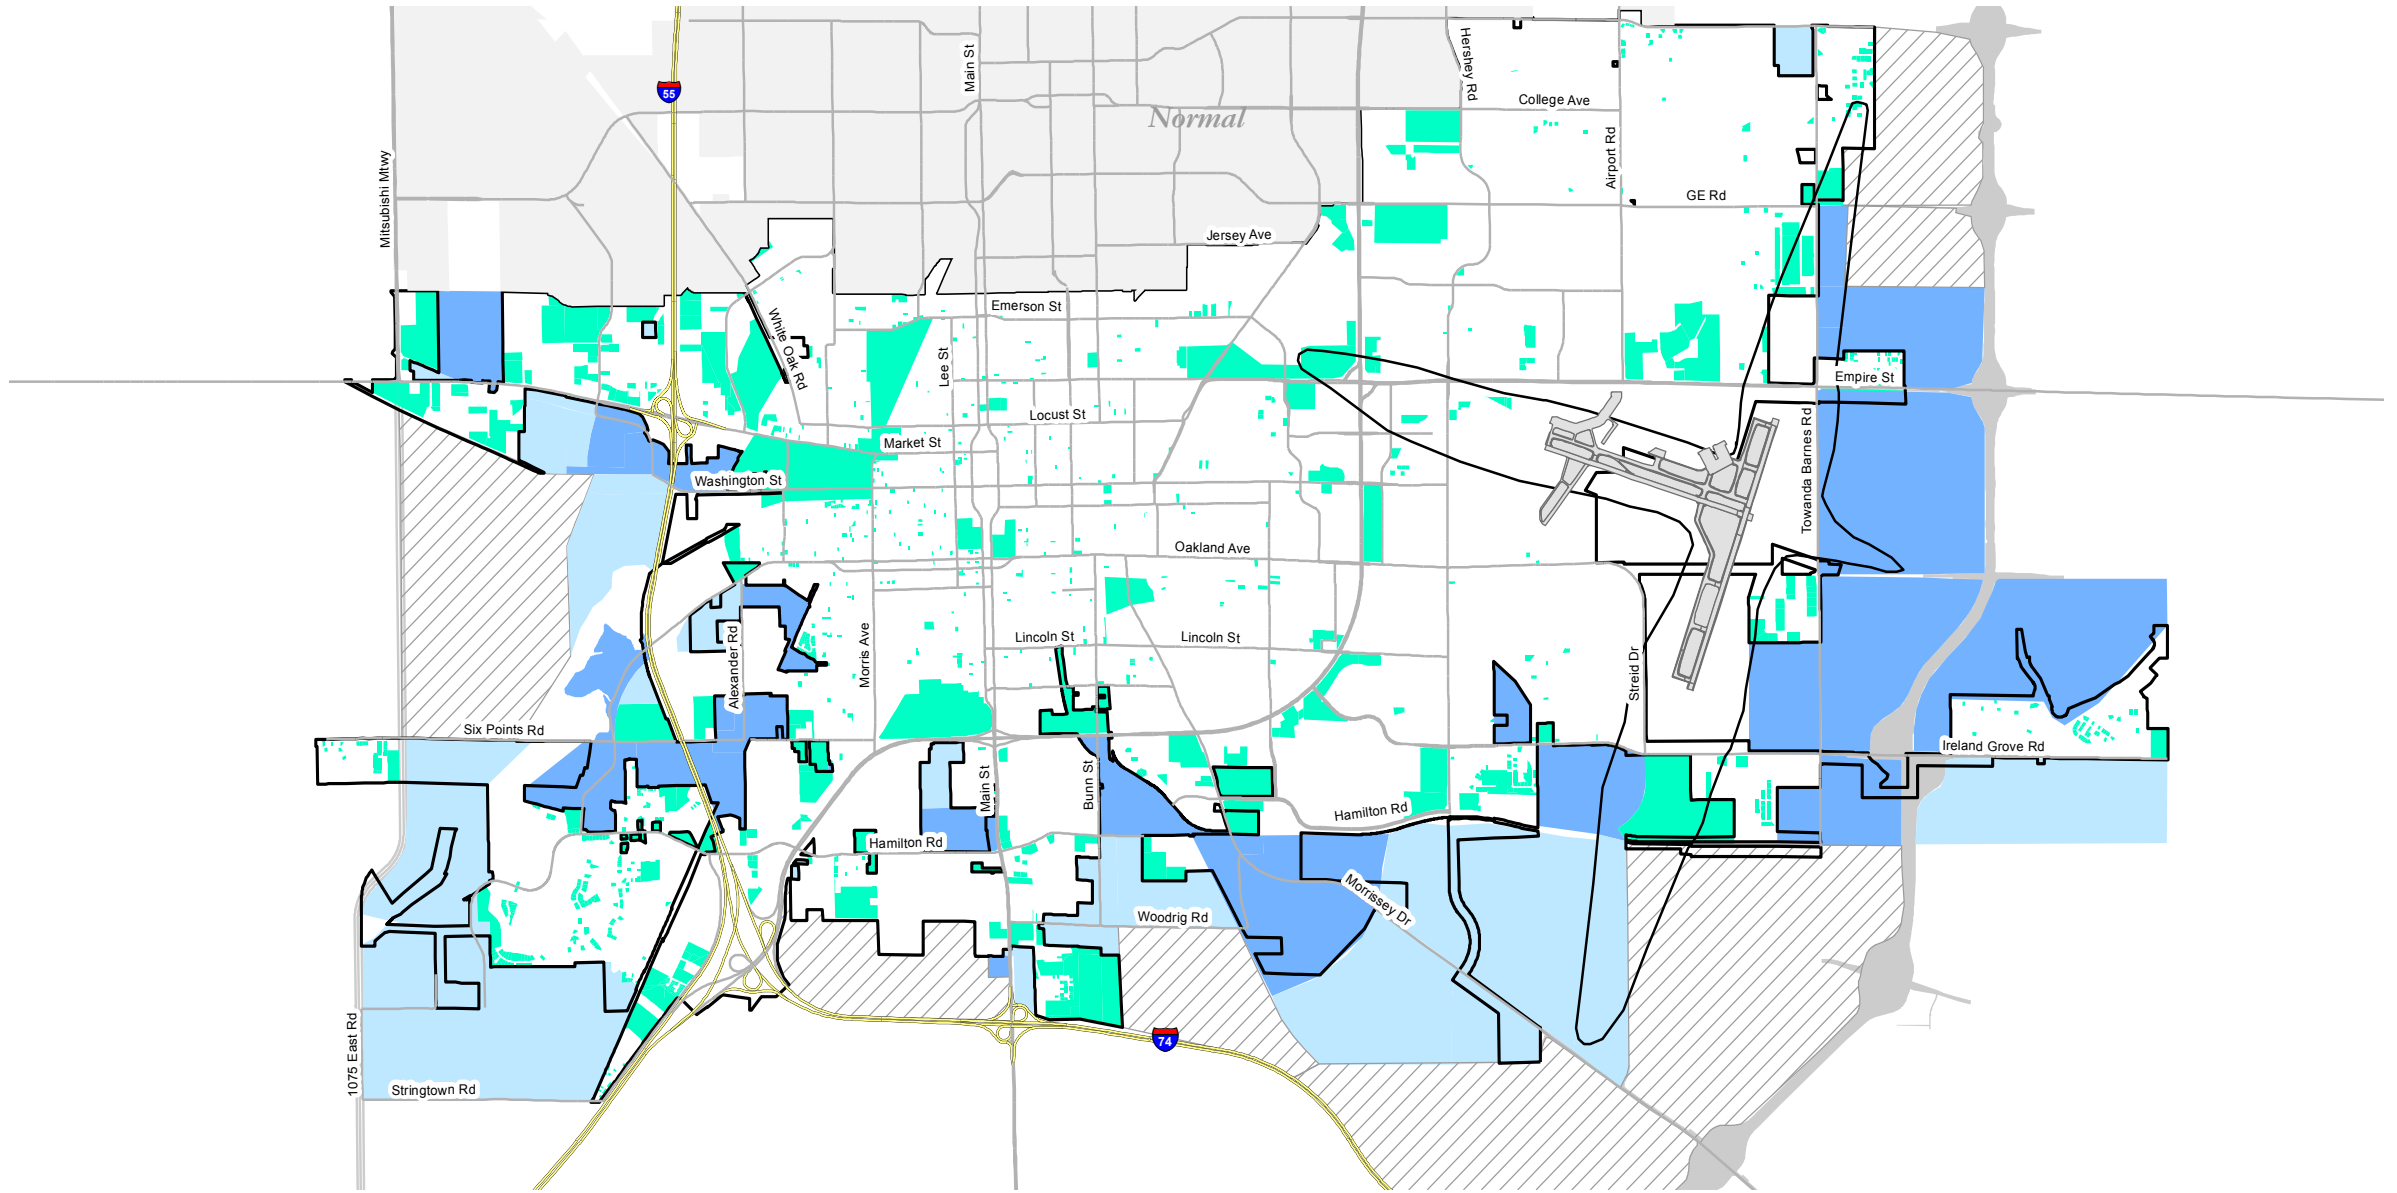 Main St
Hershey Rd
55
College Ave
Normal
Airport Rd
Mitsubishi Mtwy
GE Rd
Jersey Ave
Emerson St
White Oak Rd
Lee St
Empire St
Locust St
Market St
Towanda Barnes Rd
Washington St
Oakland Ave
Lincoln St
Lincoln St
Alexander Rd
Morris Ave
Streid Dr
Six Points Rd
Ireland Grove Rd
Main St
Bunn St
Hamilton Rd
Hamilton Rd
Morrissey Dr
Woodrig Rd
74
1075 East Rd
Stringtown Rd